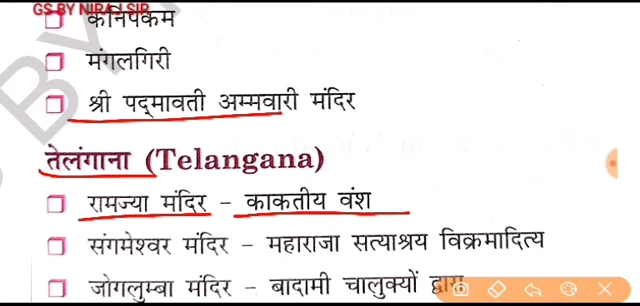 GS BY NIRAJ SIR
कनिपकम
मंगलगिरी
श्री पद्मावती अम्मवारी मंदिर
तेलंगाना (Telangana)
रामज्या मंदिर – काकतीय वंश
संगमेश्वर मंदिर – महाराजा सत्याश्रय विक्रमादित्य
जोगलुम्बा मंदिर – बादामी चालुक्यों द्वारा